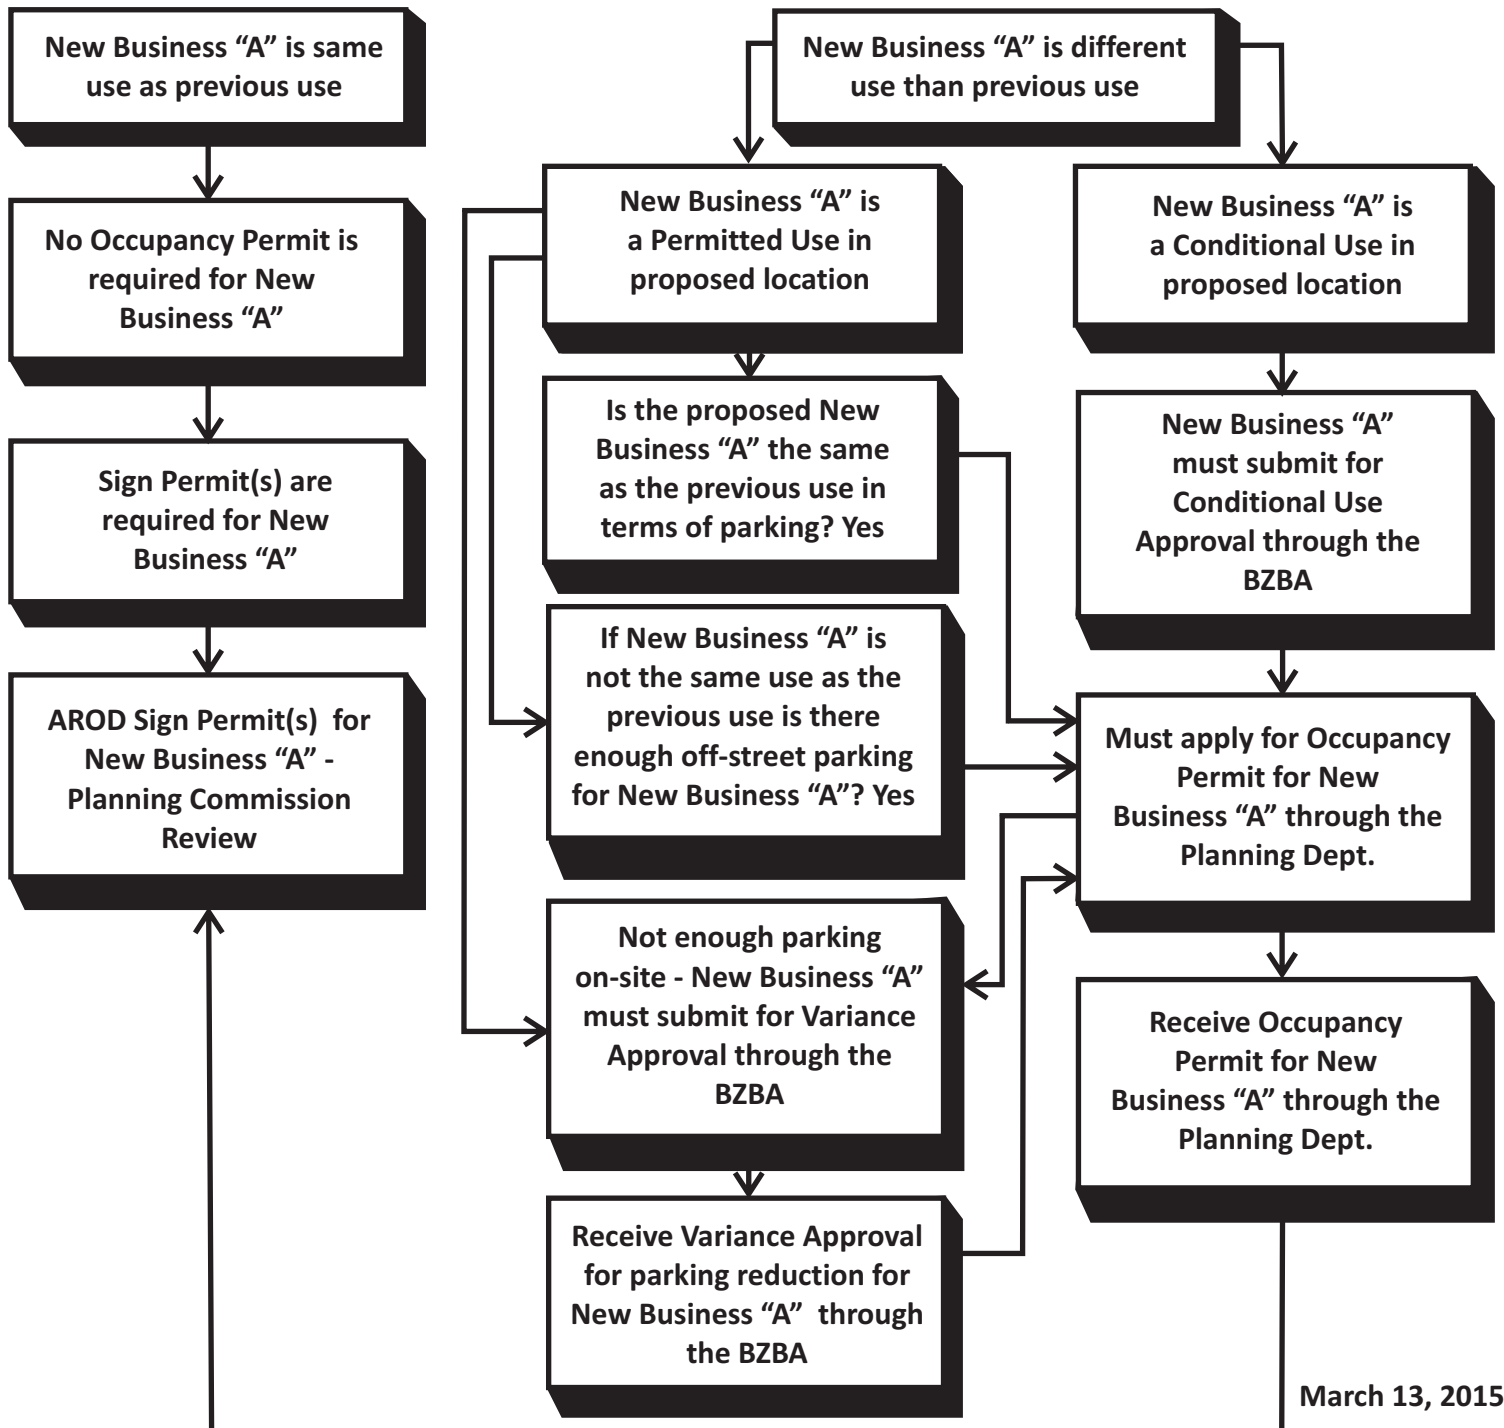 New Business “A” is same
use as previous use
No Occupancy Permit is
required for New
Business “A”
Sign Permit(s) are
required for New
Business “A”
AROD Sign Permit(s) for
New Business “A” -
Planning Commission
Review
New Business “A” is different
use than previous use
New Business “A” is
a Permitted Use in
proposed location
Is the proposed New
Business “A” the same
as the previous use in
terms of parking? Yes
If New Business “A” is
not the same use as the
previous use is there
enough off-street parking
for New Business “A”? Yes
Not enough parking
on-site - New Business “A”
must submit for Variance
Approval through the
BZBA
Receive Variance Approval
for parking reduction for
New Business “A” through
the BZBA
New Business “A” is
a Conditional Use in
proposed location
New Business “A”
must submit for
Conditional Use
Approval through the
BZBA
Must apply for Occupancy
Permit for New
Business “A” through the
Planning Dept.
Receive Occupancy
Permit for New
Business “A” through the
Planning Dept.
March 13, 2015